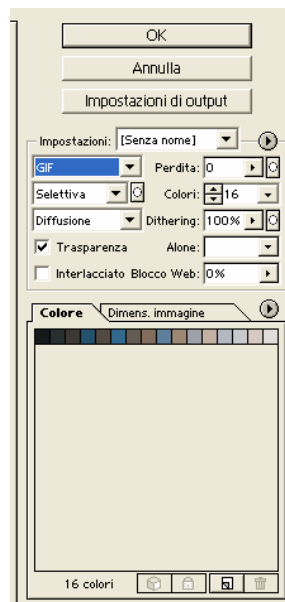 OK
Annulla
Impostazioni di output
Impostazioni: [Senza nome]
GIF Perdita: 0
Selettiva Colori: 16
Diffusione Dithering: 100%
Trasparenza Alone:
Interlacciato Blocco Web: 0%
Colore Dimens. immagine
16 colori